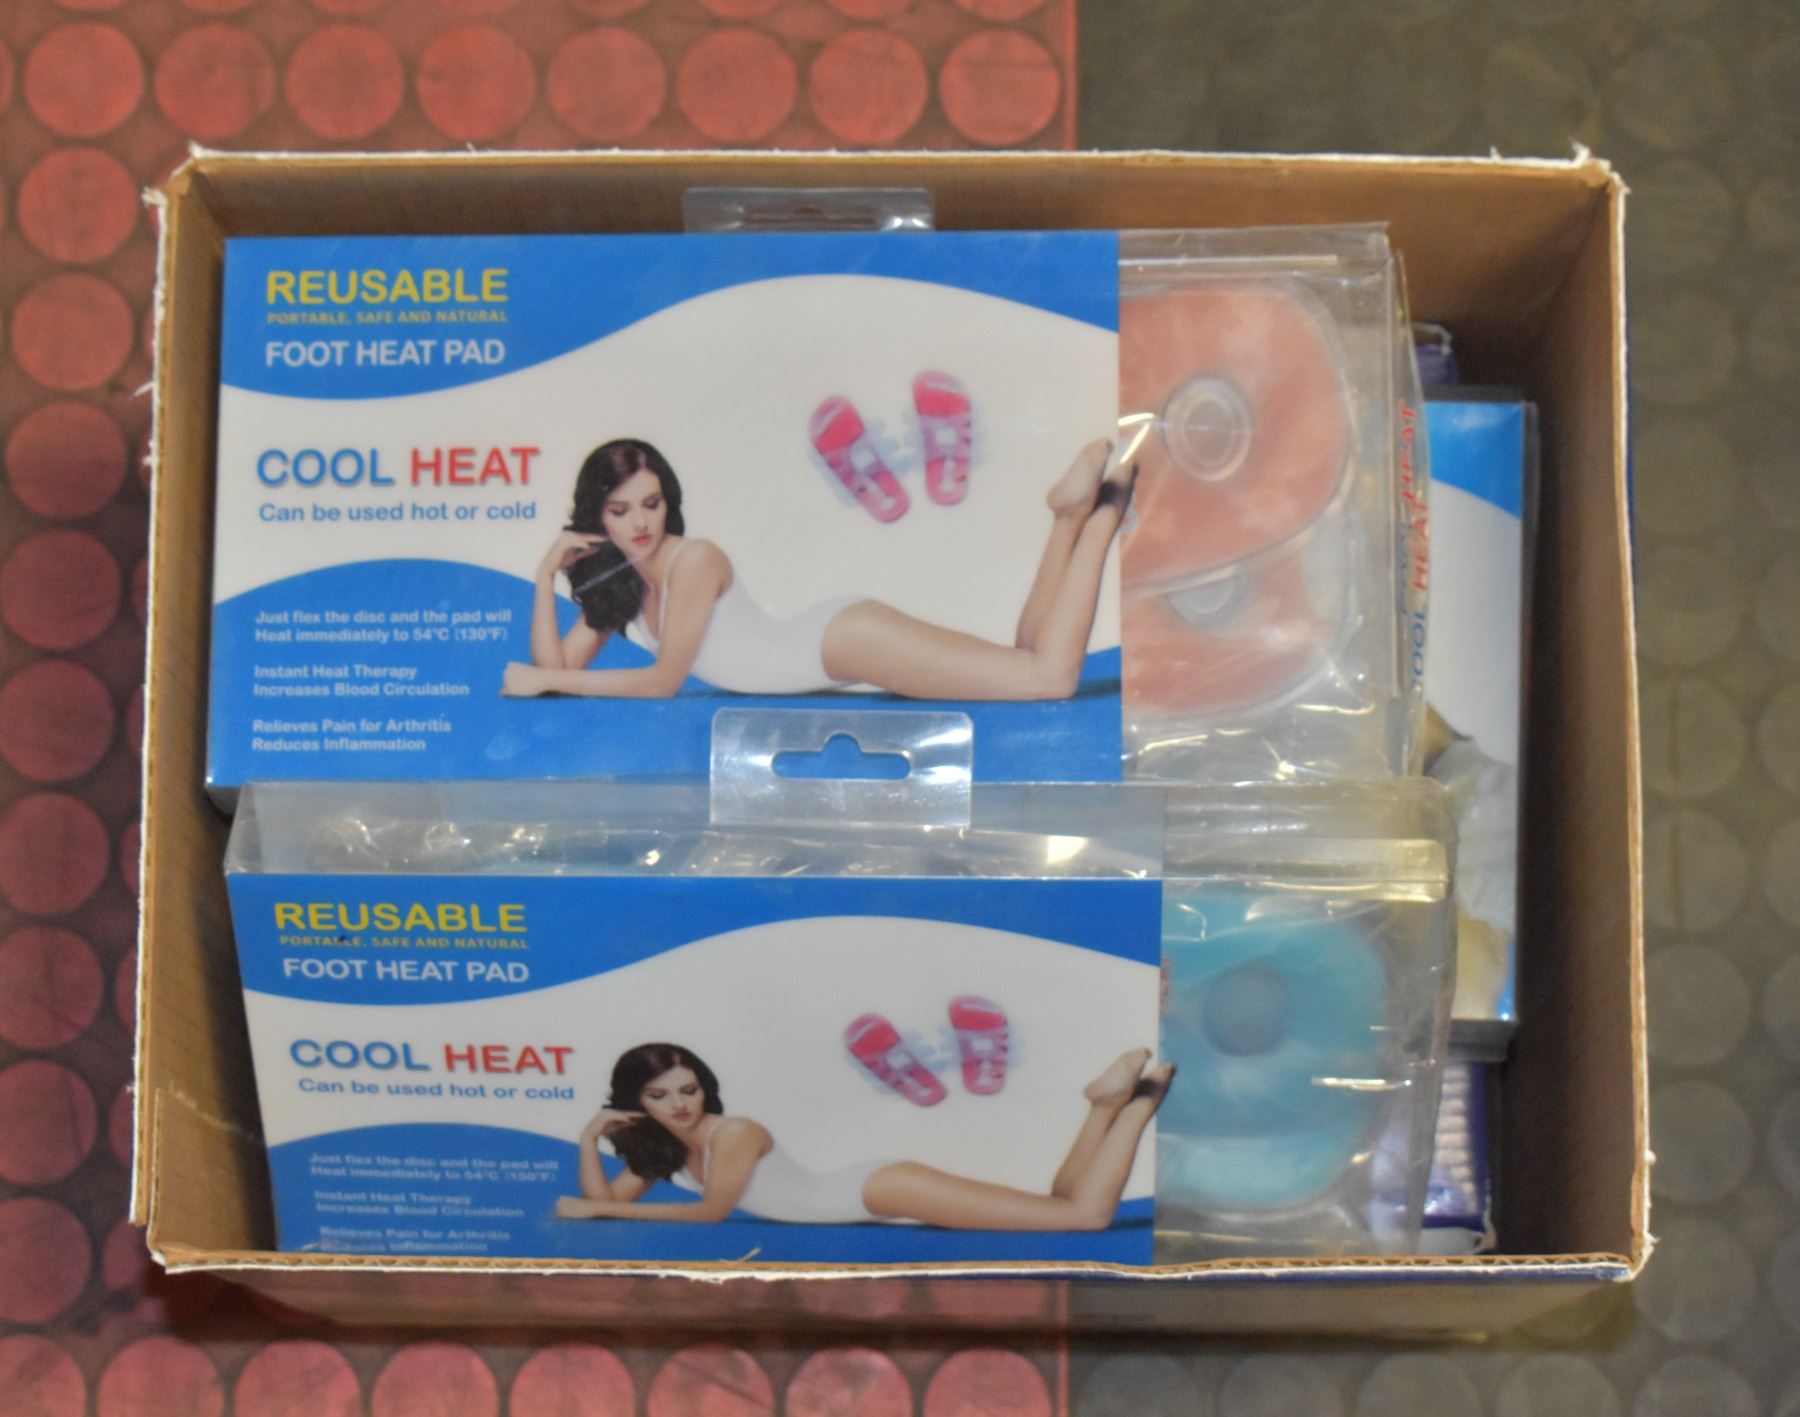 REUSABLE
PORTABLE, SAFE AND NATURAL
FOOT HEAT PAD
COOL HEAT
Can be used hot or cold
Just flex the disc and the pad will
Heat immediately to 54°C (130°F)
Instant Heat Therapy
Increases Blood Circulation
Relieves Pain for Arthritis
Reduces Inflammation
HEAT
COOL HEAT
REUSABLE
PORTABLE, SAFE AND NATURAL
FOOT HEAT PAD
COOL HEAT
Can be used hot or cold
Just flex the disc and the pad will
Heat immediately to 54°C (130°F)
Instant Heat Therapy
Increases Blood Circulation
Relieves Pain for Arthritis
Reduces Inflammation